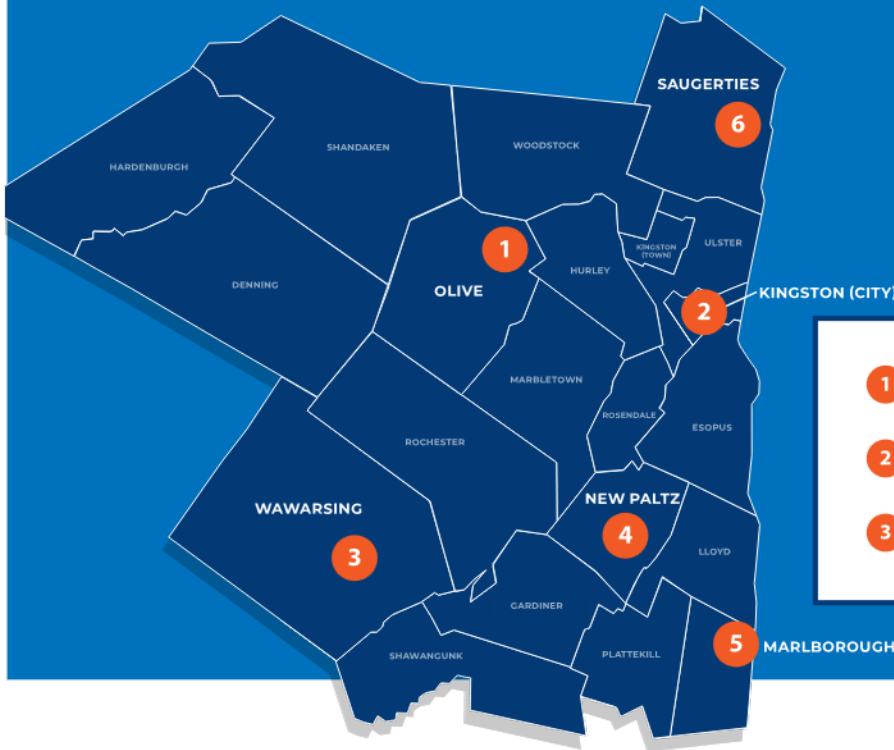 SAUGERTIES
6
SHANDAKEN
WOODSTOCK
HARDENBURGH
1
KINGSTON
(TOWN)
ULSTER
HURLEY
DENNING
OLIVE
2
KINGSTON (CITY)
MARBLETOWN
1
ROSENDALE
ESOPUS
ROCHESTER
2
WAWARSING
NEW PALTZ
3
4
3
LLOYD
GARDINER
5
MARLBOROUGH
SHAWANGUNK
PLATTEKILL